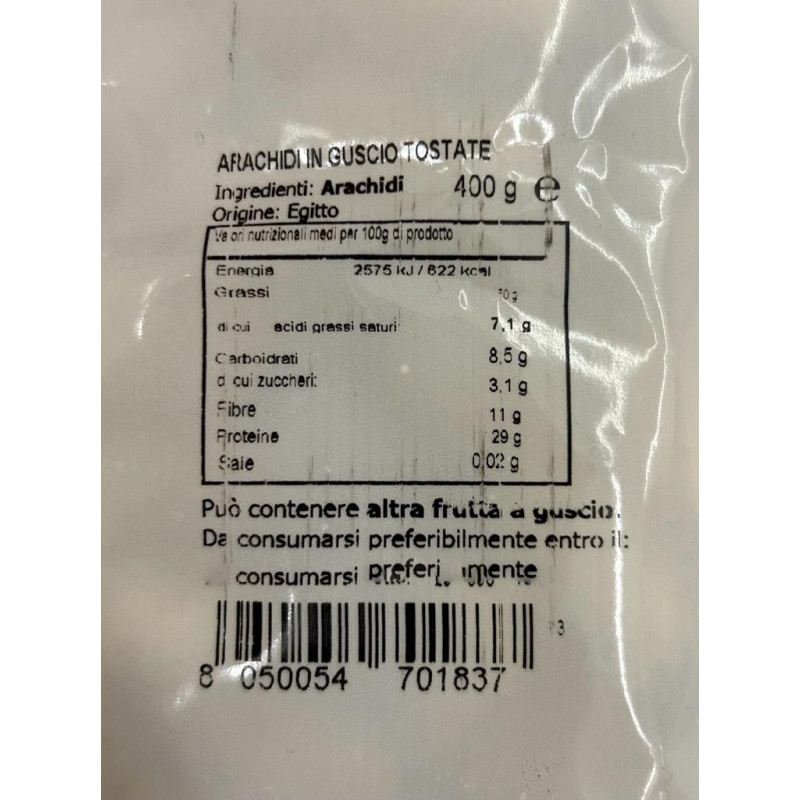 ARACHIDI IN GUSCIO TOSTATE
Ingredienti: Arachidi 400 g ℮
Origine: Egitto
Valori nutrizionali medi per 100g di prodotto
Energia 2575 kJ / 622 kcal
Grassi 50 g
di cui acidi grassi saturi 7,1 g
Carboidrati 8,5 g
di cui zuccheri: 3,1 g
Fibre 11 g
Proteine 29 g
Sale 0,02 g
Può contenere altra frutta a guscio.
Da consumarsi preferibilmente entro il:
consumarsi
8 050054 701837